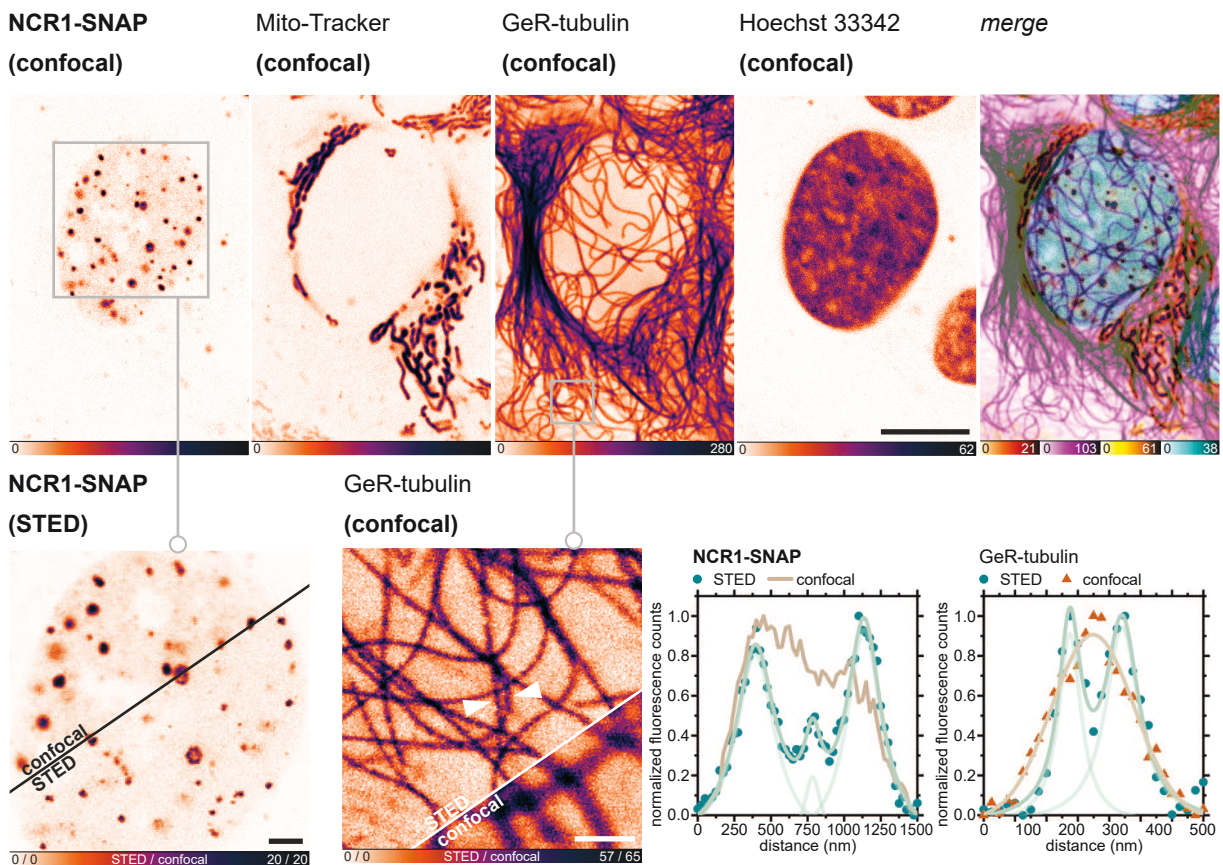 NCR1-SNAP
(confocal)
Mito-Tracker
(confocal)
GeR-tubulin
(confocal)
Hoechst 33342
(confocal)
merge
0
0
0 280
0 62
0 21 0 103 0 61 0 38
NCR1-SNAP
(STED)
GeR-tubulin
(confocal)
confocal
STED
STED
confocal
0 / 0 STED / confocal 20 / 20
0 / 0 STED / confocal 57 / 65
NCR1-SNAP
STED confocal
normalized fluorescence counts
1.0
0.8
0.6
0.4
0.2
0.0
0 250 500 750 1000 1250 1500
distance (nm)
GeR-tubulin
STED confocal
normalized fluorescence counts
1.0
0.8
0.6
0.4
0.2
0.0
0 100 200 300 400 500
distance (nm)